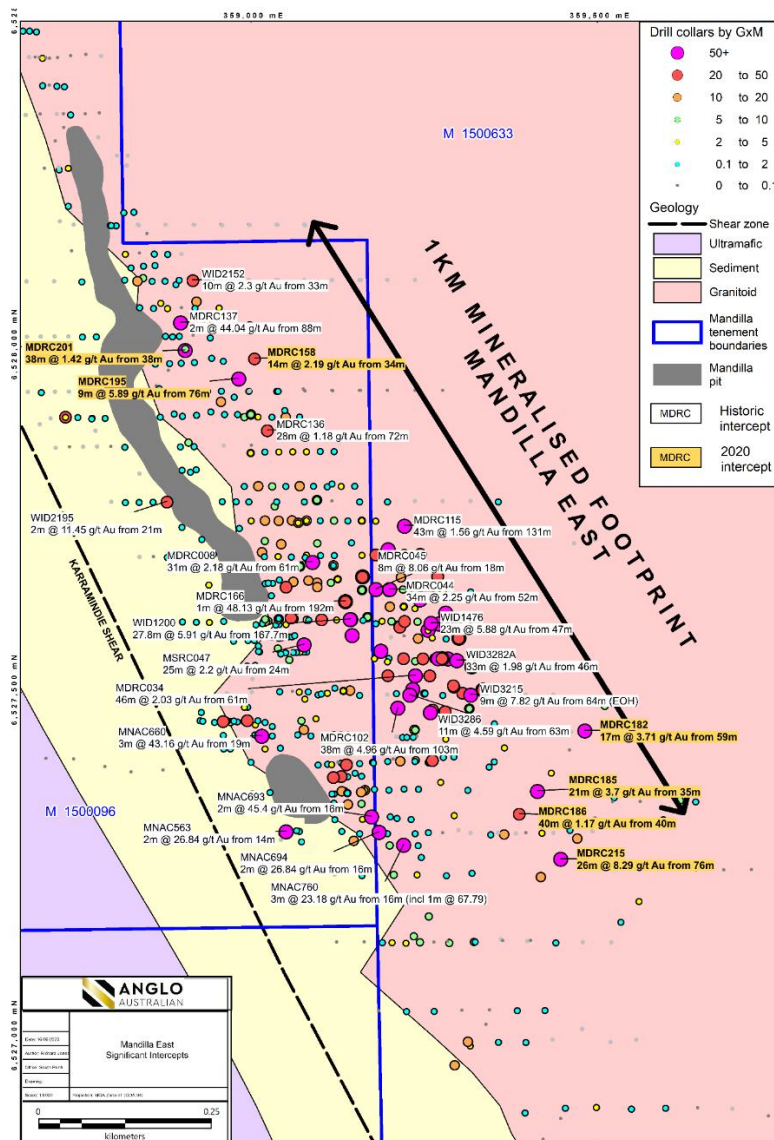 359,000 mE
359,500 mE
6,528,000 mN
6,527,500 mN
6,527,000 mN
M 1500633
M 1500096
1KM MINERALISED FOOTPRINT
MANDILLA EAST
KARRAMINDIE SHEAR
WID2152
10m @ 2.3 g/t Au from 33m
MDRC137
2m @ 44.04 g/t Au from 88m
MDRC201
38m @ 1.42 g/t Au from 38m
MDRC158
14m @ 2.19 g/t Au from 34m
MDRC195
9m @ 5.89 g/t Au from 76m
MDRC136
28m @ 1.18 g/t Au from 72m
WID2195
2m @ 11.45 g/t Au from 21m
MDRC115
43m @ 1.56 g/t Au from 131m
MDRC008
31m @ 2.18 g/t Au from 61m
MDRC045
8m @ 8.06 g/t Au from 18m
MDRC044
34m @ 2.25 g/t Au from 52m
MDRC166
1m @ 48.13 g/t Au from 192m
WID1200
27.8m @ 5.91 g/t Au from 167.7m
WID1476
23m @ 5.88 g/t Au from 47m
MSRC047
25m @ 2.2 g/t Au from 24m
WID3282A
33m @ 1.98 g/t Au from 46m
MDRC034
46m @ 2.03 g/t Au from 61m
WID3215
9m @ 7.82 g/t Au from 64m (EOH)
WID3286
11m @ 4.59 g/t Au from 63m
MNAC660
3m @ 43.16 g/t Au from 19m
MDRC102
38m @ 4.96 g/t Au from 103m
MDRC182
17m @ 3.71 g/t Au from 59m
MDRC185
21m @ 3.7 g/t Au from 35m
MDRC186
40m @ 1.17 g/t Au from 40m
MNAC693
2m @ 45.4 g/t Au from 16m
MNAC563
2m @ 26.84 g/t Au from 14m
MNAC694
2m @ 26.84 g/t Au from 16m
MDRC215
26m @ 8.29 g/t Au from 76m
MNAC760
3m @ 23.18 g/t Au from 16m (incl 1m @ 67.79)
Drill collars by GxM
50+
20 to 50
10 to 20
5 to 10
2 to 5
0.1 to 2
0 to 0.1
Geology
Shear zone
Ultramafic
Sediment
Granitoid
Mandilla
tenement
boundaries
Mandilla
pit
MDRC Historic
intercept
MDRC 2020
intercept
ANGLO
AUSTRALIAN
Mandilla East
Significant Intercepts
0 0.25
kilometers